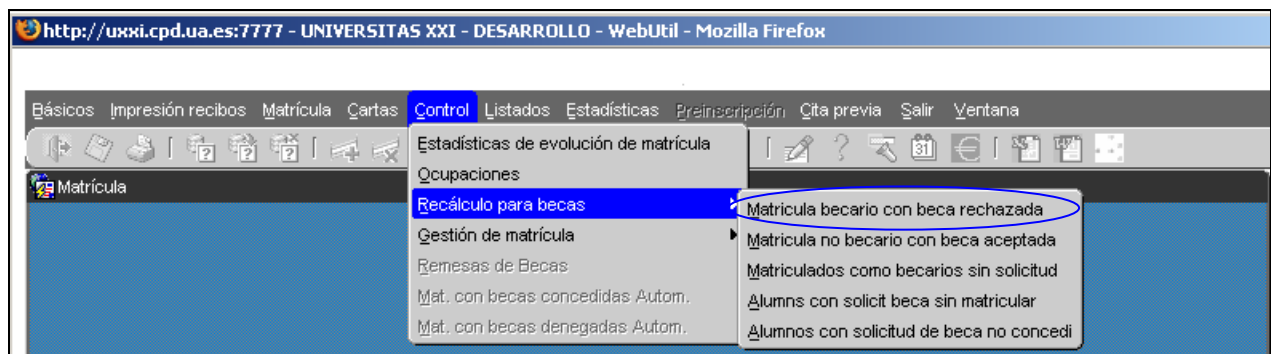 http://uxxi.cpd.ua.es:7777 - UNIVERSITAS XXI - DESARROLLO - WebUtil - Mozilla Firefox
Básicos Impresión recibos Matrícula Cartas Control Listados Estadísticas Preinscripción Cita previa Salir Ventana
Matrícula
Estadísticas de evolución de matrícula
Ocupaciones
Recálculo para becas
Gestión de matrícula
Remesas de Becas
Mat. con becas concedidas Autom.
Mat. con becas denegadas Autom.
Matricula becario con beca rechazada
Matricula no becario con beca aceptada
Matriculados como becarios sin solicitud
Alumns con solicit beca sin matricular
Alumnos con solicitud de beca no concedi